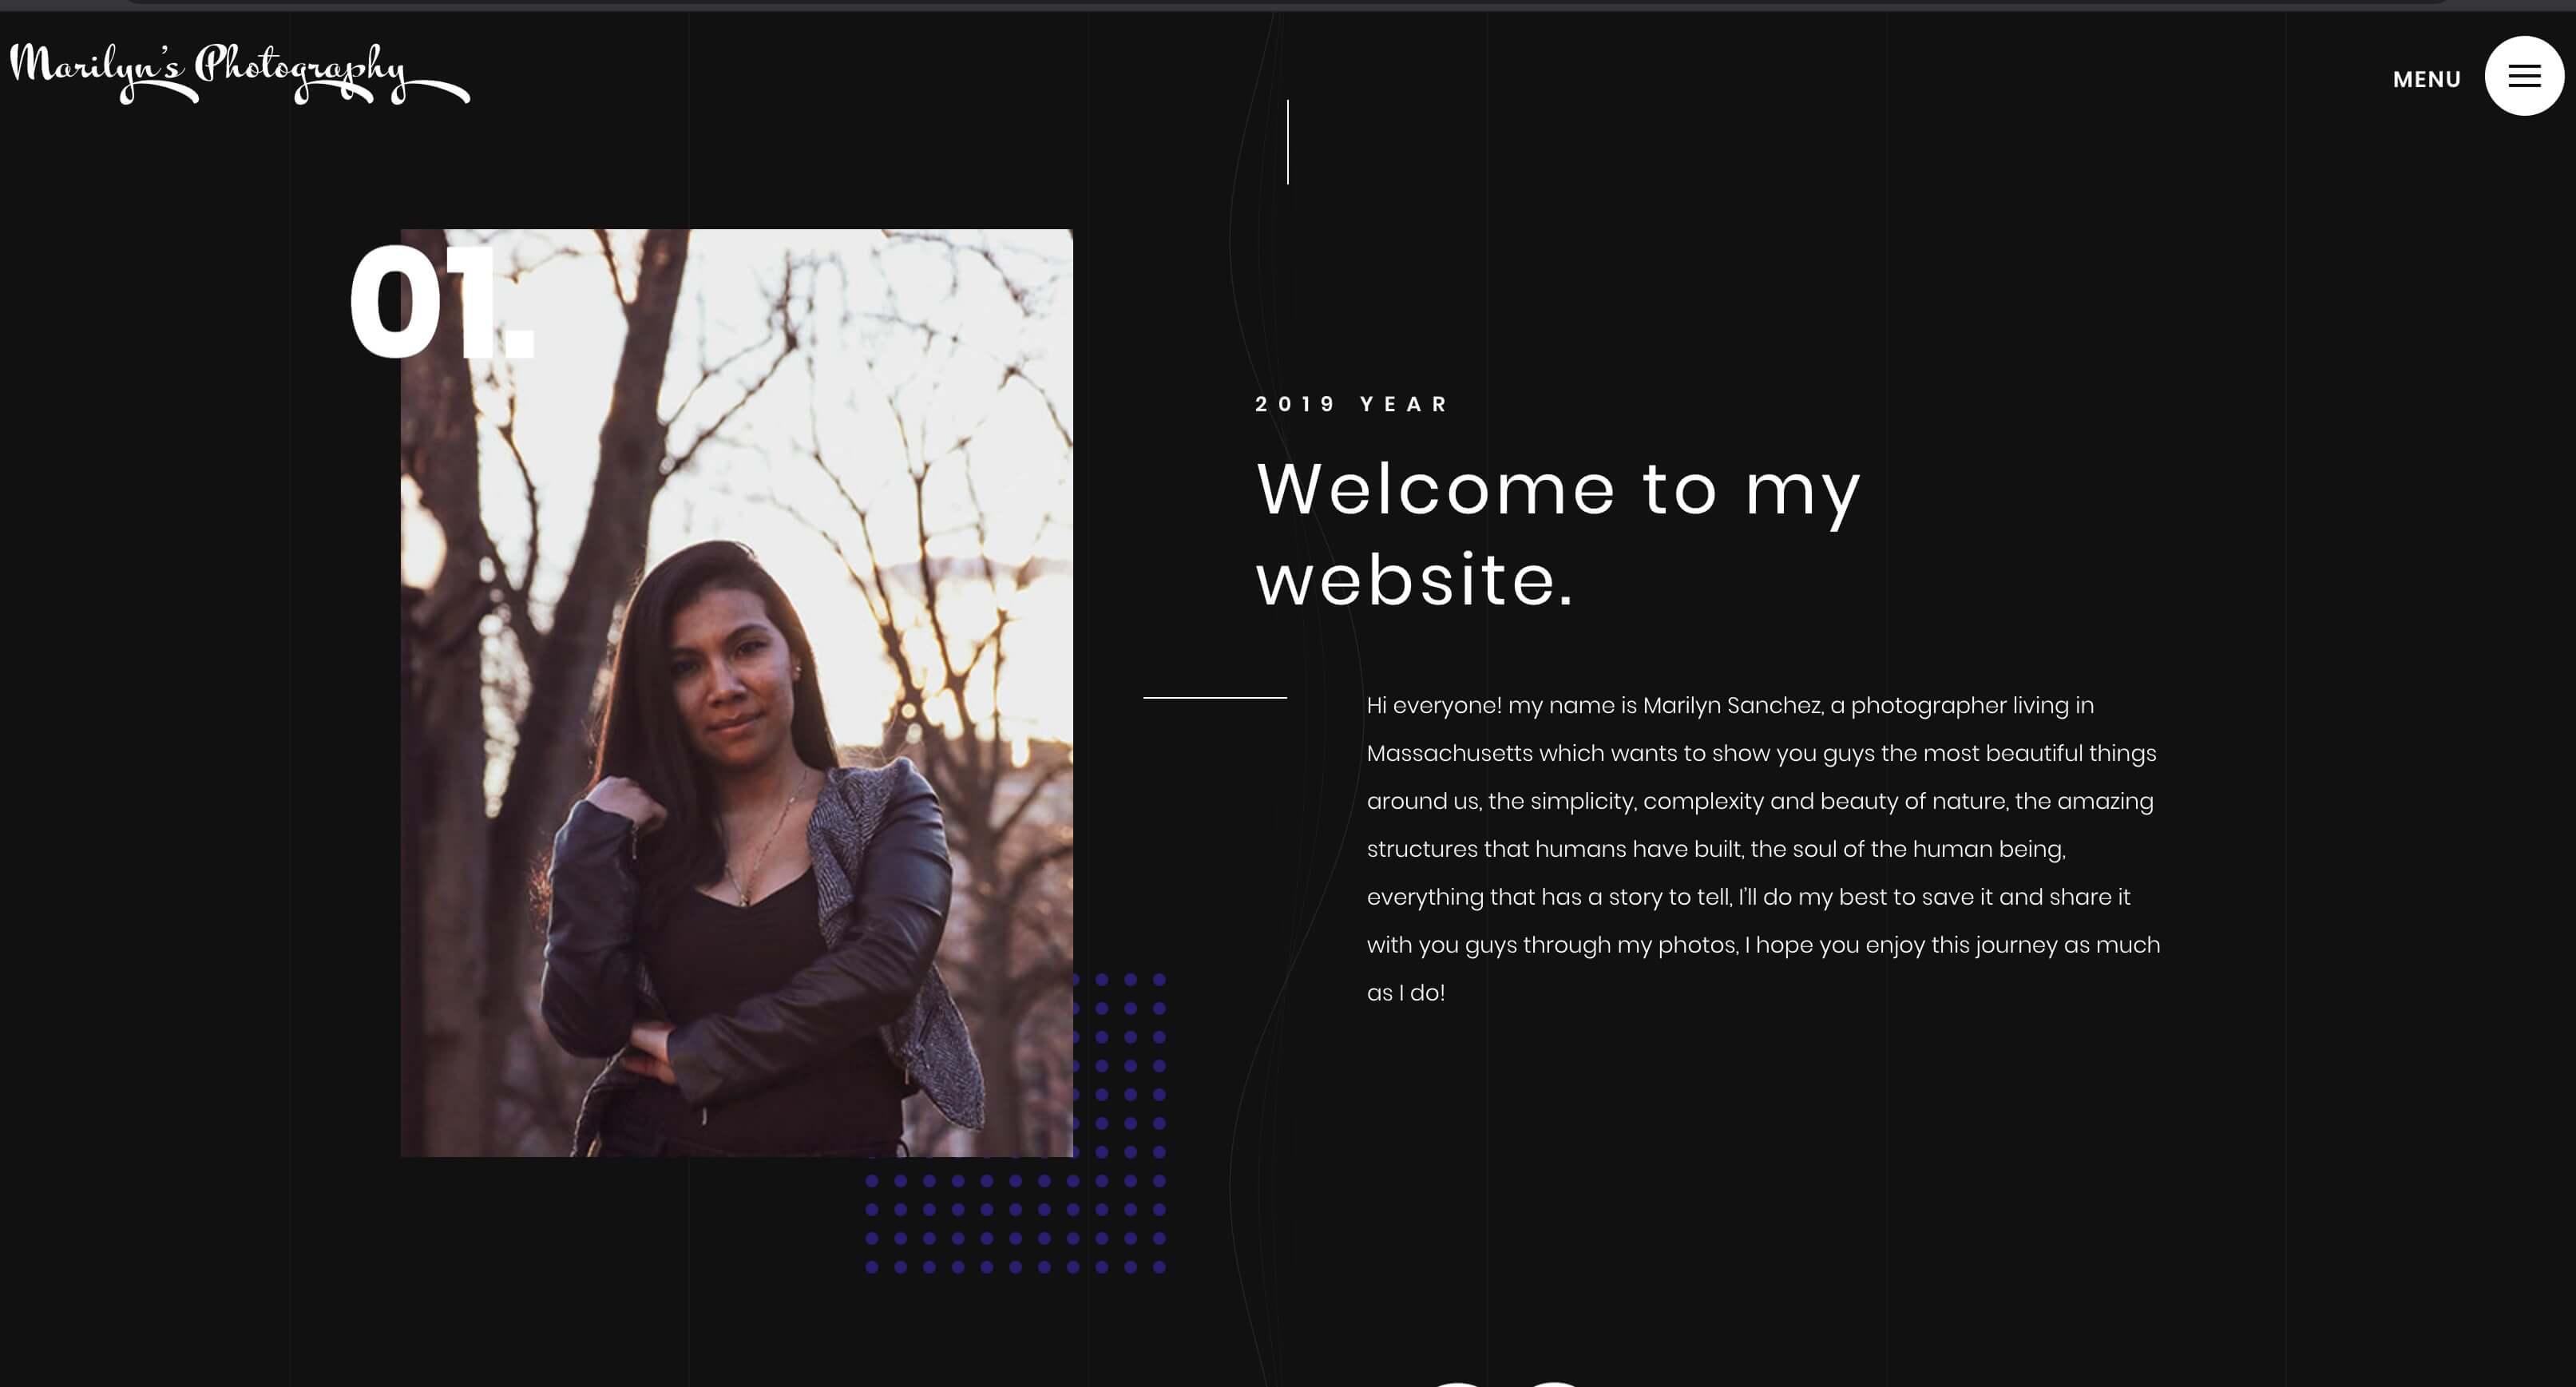 Marilyn's Photography
MENU
01.
2019 YEAR
Welcome to my
website.
Hi everyone! my name is Marilyn Sanchez, a photographer living in
Massachusetts which wants to show you guys the most beautiful things
around us, the simplicity, complexity and beauty of nature, the amazing
structures that humans have built, the soul of the human being,
everything that has a story to tell, I'll do my best to save it and share it
with you guys through my photos, I hope you enjoy this journey as much
as I do!